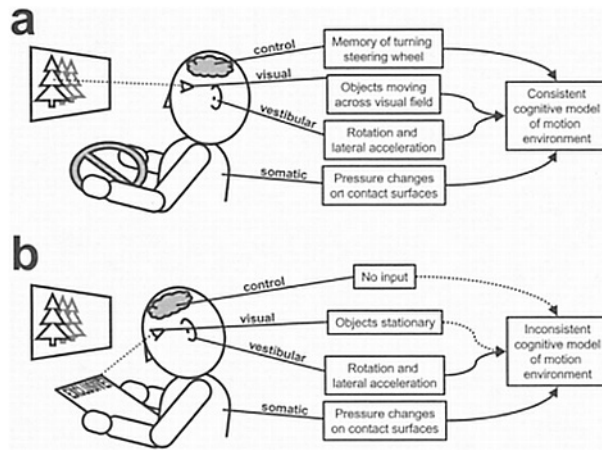 a
control
Memory of turning
steering wheel
visual
Objects moving
across visual field
vestibular
Rotation and
lateral acceleration
somatic
Pressure changes
on contact surfaces
Consistent
cognitive model
of motion
environment
b
control
No input
visual
Objects stationary
vestibular
Rotation and
lateral acceleration
somatic
Pressure changes
on contact surfaces
Inconsistent
cognitive model
of motion
environment